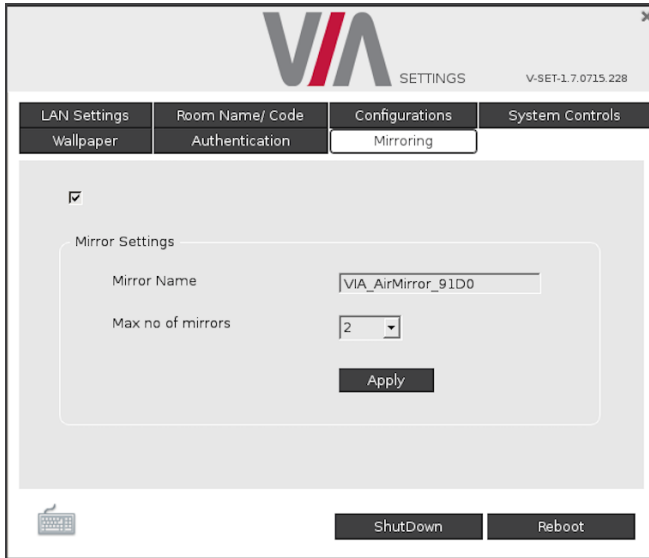 VIA
SETTINGS V-SET-1.7.0715.228
LAN Settings Room Name/ Code Configurations System Controls
Wallpaper Authentication Mirroring
Mirror Settings
Mirror Name VIA_AirMirror_91D0
Max no of mirrors 2
Apply
ShutDown Reboot